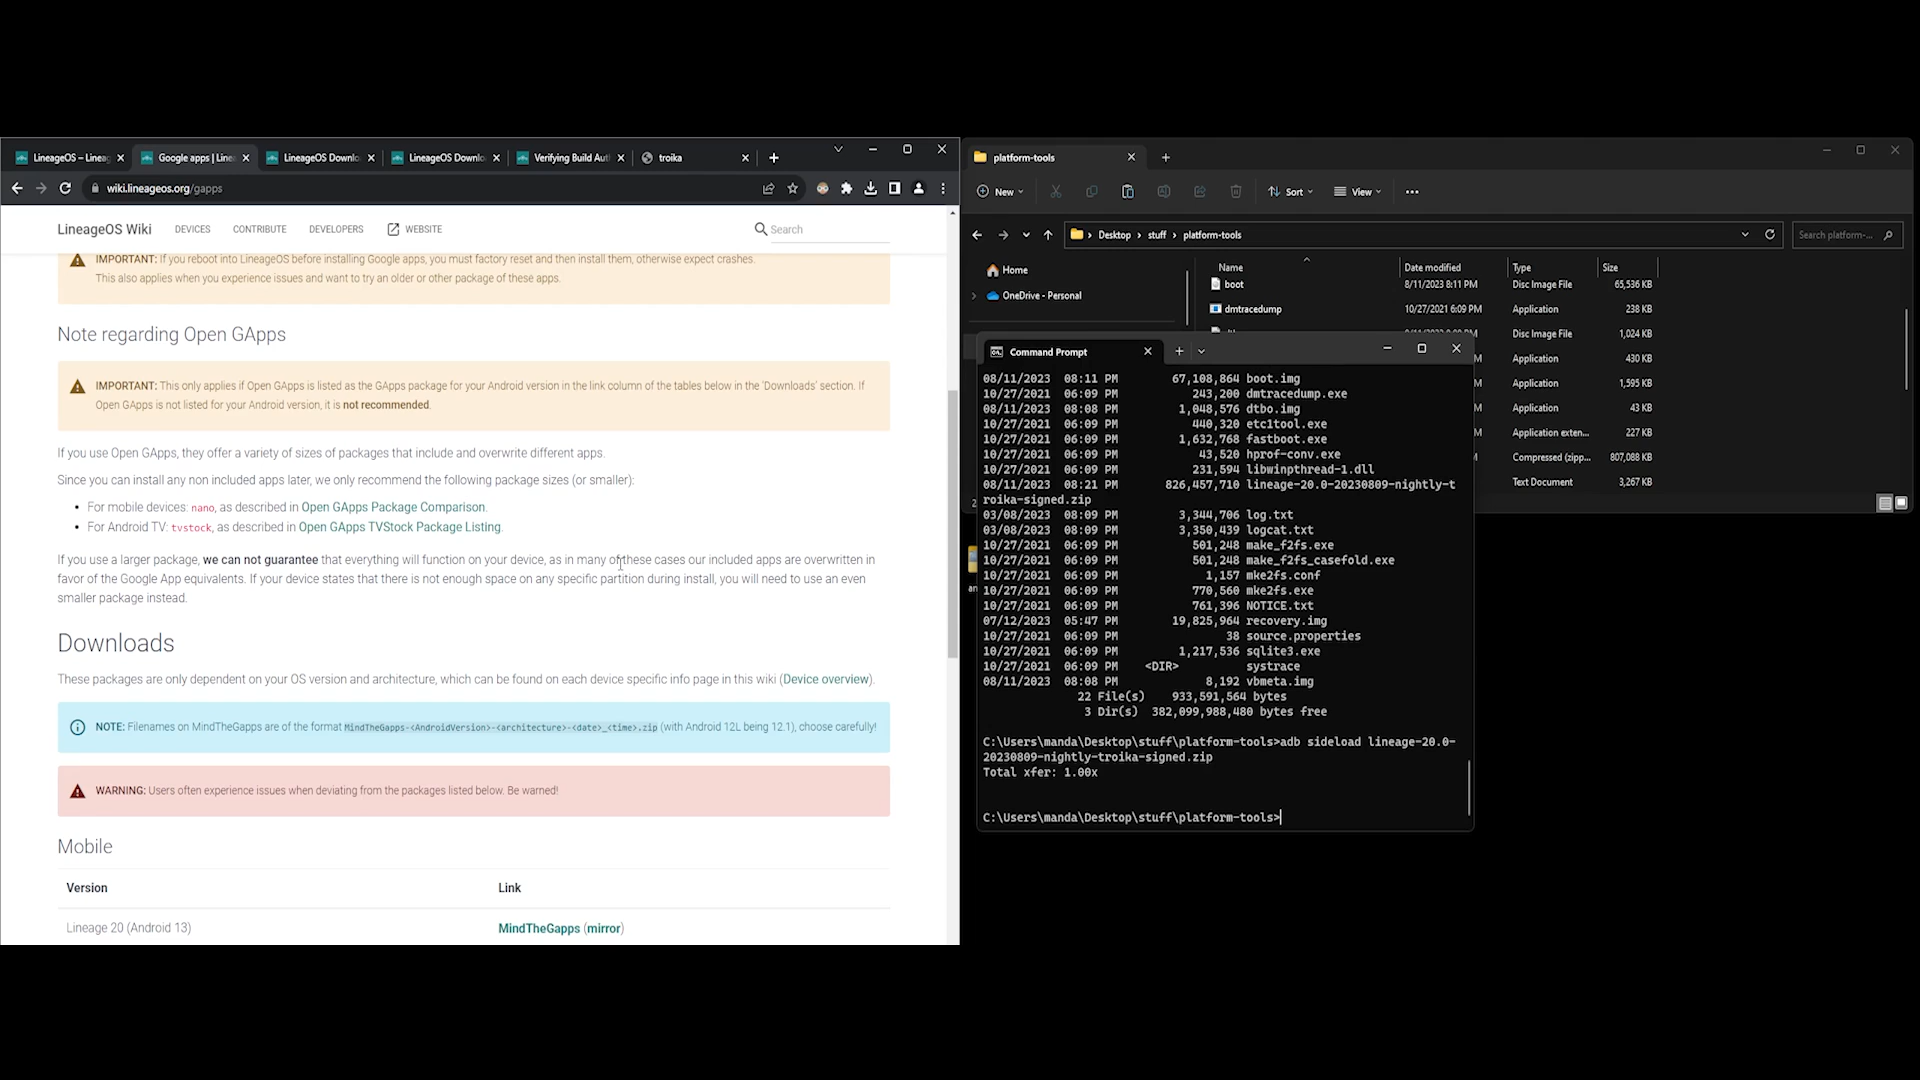 LineageOS – Lineag
Google apps | Line
LineageOS Downlo
LineageOS Downlo
Verifying Build Aut
troika
wiki.lineageos.org/gapps
LineageOS Wiki
DEVICES
CONTRIBUTE
DEVELOPERS
WEBSITE
Search
IMPORTANT: If you reboot into LineageOS before installing Google apps, you must factory reset and then install them, otherwise expect crashes.
This also applies when you experience issues and want to try an older or other package of these apps.
Note regarding Open GApps
IMPORTANT: This only applies if Open GApps is listed as the GApps package for your Android version in the link column of the tables below in the 'Downloads' section. If
Open GApps is not listed for your Android version, it is not recommended.
If you use Open GApps, they offer a variety of sizes of packages that include and overwrite different apps.
Since you can install any non included apps later, we only recommend the following package sizes (or smaller):
• For mobile devices: nano, as described in Open GApps Package Comparison.
• For Android TV: tvstock, as described in Open GApps TVStock Package Listing.
If you use a larger package, we can not guarantee that everything will function on your device, as in many of these cases our included apps are overwritten in
favor of the Google App equivalents. If your device states that there is not enough space on any specific partition during install, you will need to use an even
smaller package instead.
Downloads
These packages are only dependent on your OS version and architecture, which can be found on each device specific info page in this wiki (Device overview).
NOTE: Filenames on MindTheGapps are of the format MindTheGapps-<AndroidVersion>-<architecture>-<date>_<time>.zip (with Android 12L being 12.1), choose carefully!
WARNING: Users often experience issues when deviating from the packages listed below. Be warned!
Mobile
Version Link
Lineage 20 (Android 13) MindTheGapps (mirror)
platform-tools
New
Sort
View
Desktop > stuff > platform-tools
Search platform-...
Home
OneDrive - Personal
Name Date modified Type Size
boot 8/11/2023 8:11 PM Disc Image File 65,536 KB
dmtracedump 10/27/2021 6:09 PM Application 238 KB
Disc Image File 1,024 KB
Application 430 KB
Application 1,595 KB
Application 43 KB
Application exten... 227 KB
Compressed (zipp... 807,088 KB
Text Document 3,267 KB
Command Prompt
08/11/2023 08:11 PM 67,108,864 boot.img
10/27/2021 06:09 PM 243,200 dmtracedump.exe
08/11/2023 08:08 PM 1,048,576 dtbo.img
10/27/2021 06:09 PM 440,320 etc1tool.exe
10/27/2021 06:09 PM 1,632,768 fastboot.exe
10/27/2021 06:09 PM 43,520 hprof-conv.exe
10/27/2021 06:09 PM 231,594 libwinpthread-1.dll
08/11/2023 08:21 PM 826,457,710 lineage-20.0-20230809-nightly-t
roika-signed.zip
03/08/2023 08:09 PM 3,344,706 log.txt
03/08/2023 08:09 PM 3,350,439 logcat.txt
10/27/2021 06:09 PM 501,248 make_f2fs.exe
10/27/2021 06:09 PM 501,248 make_f2fs_casefold.exe
10/27/2021 06:09 PM 1,157 mke2fs.conf
10/27/2021 06:09 PM 770,560 mke2fs.exe
10/27/2021 06:09 PM 761,396 NOTICE.txt
07/12/2023 05:47 PM 19,825,964 recovery.img
10/27/2021 06:09 PM 38 source.properties
10/27/2021 06:09 PM 1,217,536 sqlite3.exe
10/27/2021 06:09 PM <DIR> systrace
08/11/2023 08:08 PM 8,192 vbmeta.img
22 File(s) 933,591,564 bytes
3 Dir(s) 382,099,988,480 bytes free
C:\Users\manda\Desktop\stuff\platform-tools>adb sideload lineage-20.0-
20230809-nightly-troika-signed.zip
Total xfer: 1.00x
C:\Users\manda\Desktop\stuff\platform-tools>